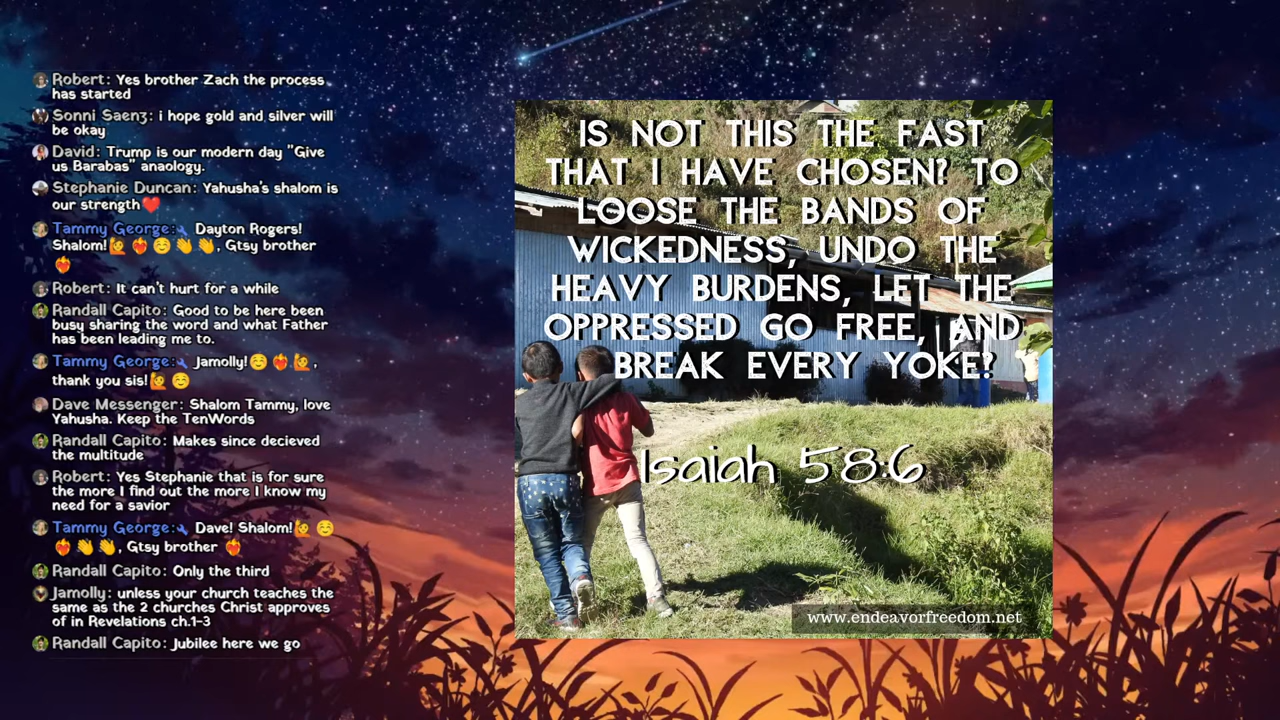 Robert: Yes brother Zach the process
has started
Sonni Saenz: i hope gold and silver will
be okay
David: Trump is our modern day "Give
us Barabas" anaology.
Stephanie Duncan: Yahusha's shalom is
our strength❤️
Tammy George: Dayton Rogers!
Shalom!🙋❤️‍🔥☺️👋👋, Gtsy brother
❤️‍🔥
Robert: It can't hurt for a while
Randall Capito: Good to be here been
busy sharing the word and what Father
has been leading me to.
Tammy George: Jamolly!☺️❤️‍🔥🙋,
thank you sis!🙋☺️
Dave Messenger: Shalom Tammy, love
Yahusha. Keep the TenWords
Randall Capito: Makes since decieved
the multitude
Robert: Yes Stephanie that is for sure
the more I find out the more I know my
need for a savior
Tammy George: Dave! Shalom!🙋☺️
❤️‍🔥👋👋, Gtsy brother ❤️‍🔥
Randall Capito: Only the third
Jamolly: unless your church teaches the
same as the 2 churches Christ approves
of in Revelations ch.1-3
Randall Capito: Jubilee here we go
IS NOT THIS THE FAST
THAT I HAVE CHOSEN? TO
LOOSE THE BANDS OF
WICKEDNESS, UNDO THE
HEAVY BURDENS, LET THE
OPPRESSED GO FREE, AND
BREAK EVERY YOKE?
Isaiah 58:6
www.endeavorfreedom.net